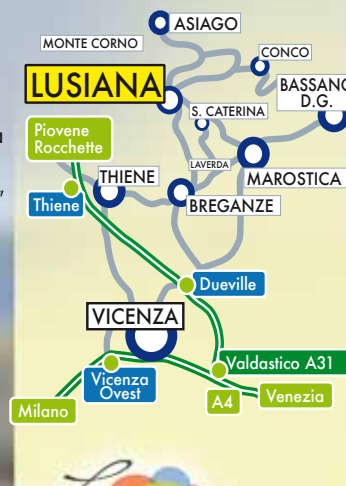 ASIAGO
MONTE CORNO
CONCO
LUSIANA
BASSANO
D.G.
S. CATERINA
Piovene
Rocchette
LAVERDA
THIENE
MAROSTICA
Thiene
BREGANZE
Dueville
VICENZA
Valdastico A31
Vicenza
Ovest
A4
Venezia
Milano